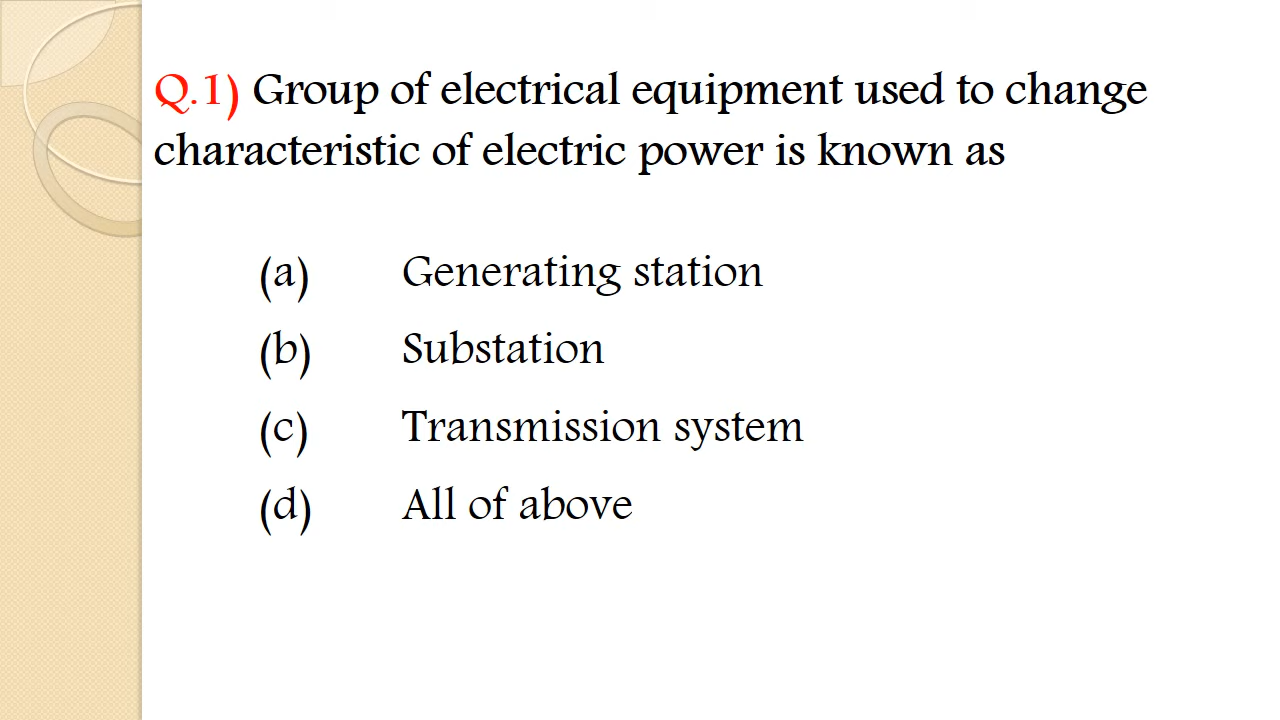 Q.1) Group of electrical equipment used to change
characteristic of electric power is known as
(a) Generating station
(b) Substation
(c) Transmission system
(d) All of above